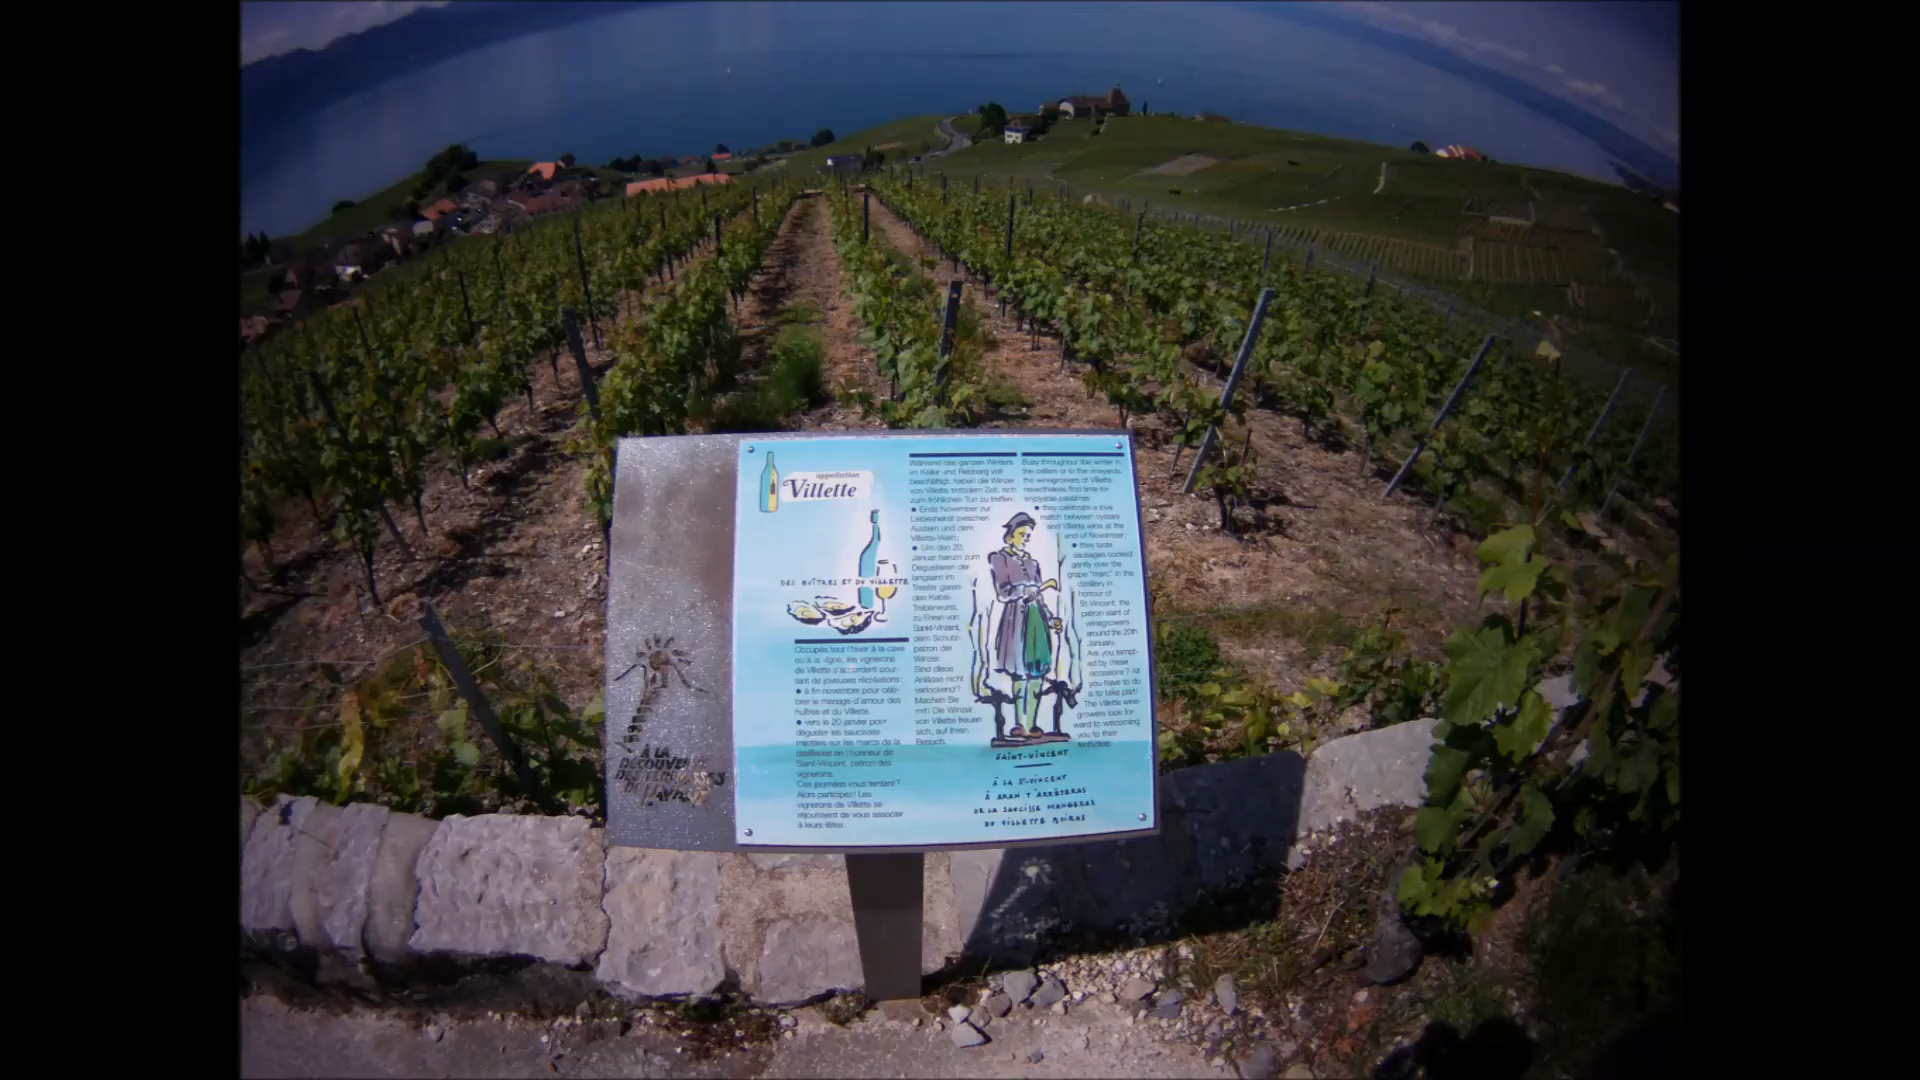 appellation
Villette
DES HUÎTRES ET DU VILLETTE
Occupés tout l'hiver à la cave
ou à la vigne, les vignerons
de Villette s'accordent pour-
tant de joyeuses récréations:
• à fin novembre pour célé-
brer le mariage d'amour des
huîtres et du Villette
• vers le 20 janvier pour
déguster les saucisses
mijotées sur les marcs de la
distilleuse en l'honneur de
Saint-Vincent, patron des
vignerons.
Ces journées vous tentent?
Alors participez! Les
vignerons de Villette se
réjouissent de vous associer
à leurs fêtes.
Während des ganzen Winters
im Keller und Rebberg voll
beschäftigt, haben die Winzer
von Villette trotzdem Zeit, sich
zum fröhlichen Tun zu treffen:
• Ende November zur
Liebesheirat zwischen
Austern und dem
Villette-Wein;
• Um den 20.
Januar herum zum
Degustieren der
langsam im
Trester garen-
den Kabis-
Treberwurst,
zu Ehren von
Sankt-Vinzent,
dem Schutz-
patron der
Winzer.
Sind diese
Anlässe nicht
verlockend?
Machen Sie
mit! Die Winzer
von Villette freuen
sich, auf Ihren
Besuch.
Busy throughout the winter in
the cellars or in the vineyards,
the winegrowers of Villette
nevertheless find time for
enjoyable pastimes
• they celebrate a love
match between oysters
and Villette wine at the
end of November;
• they taste
sausages cooked
gently over the
grape "marc" in the
distillery in
honour of
St.Vincent, the
patron saint of
winegrowers
around the 20th
January.
Are you tempt-
ed by these
occasions? All
you have to do
is to take part!
The Villette wine-
growers look for-
ward to welcoming
you to their
festivities
SAINT-VINCENT
À LA ST-VINCENT
À ARAN T'ARRÊTERAS
DE LA SAUCISSE MANGERAS
DU VILLETTE BOIRAS
À LA
DÉCOUVERTE
DES TERRASSES
DE LAVAUX